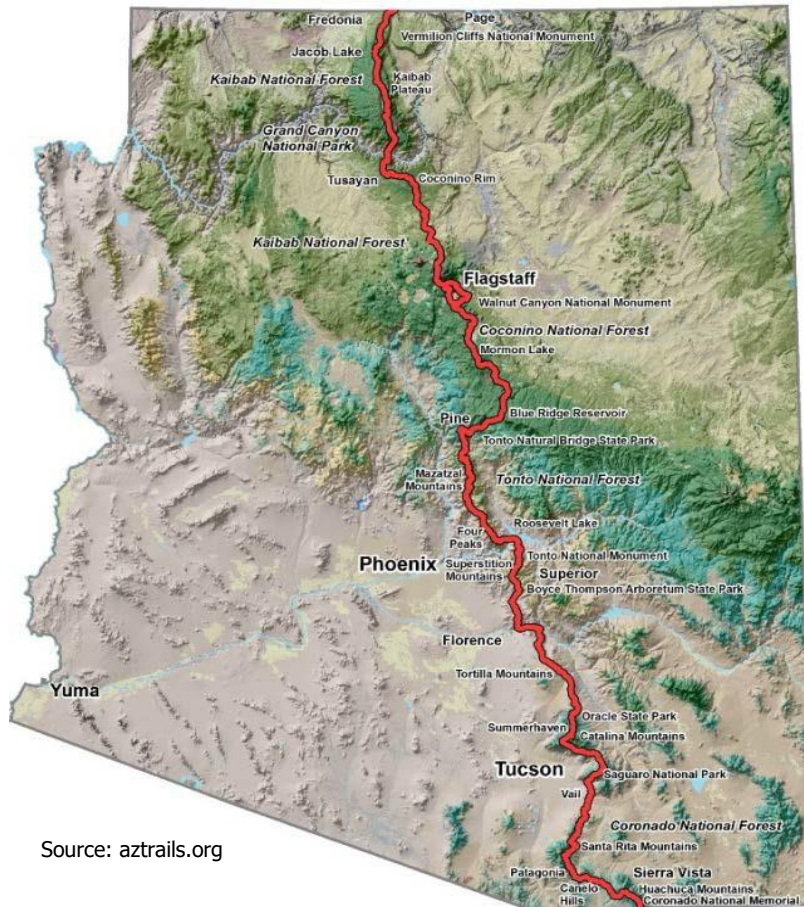 Fredonia
Page
Vermilion Cliffs National Monument
Jacob Lake
Kaibab National Forest
Kaibab
Plateau
Grand Canyon
National Park
Tusayan
Coconino Rim
Kaibab National Forest
Flagstaff
Walnut Canyon National Monument
Coconino National Forest
Mormon Lake
Blue Ridge Reservoir
Pine
Tonto Natural Bridge State Park
Mazatzal
Mountains
Tonto National Forest
Roosevelt Lake
Four
Peaks
Phoenix
Tonto National Monument
Superstition
Mountains
Superior
Boyce Thompson Arboretum State Park
Florence
Tortilla Mountains
Yuma
Oracle State Park
Summerhaven
Catalina Mountains
Tucson
Saguaro National Park
Vail
Coronado National Forest
Source: aztrails.org
Santa Rita Mountains
Patagonia
Sierra Vista
Canelo
Hills
Huachuca Mountains
Coronado National Memorial